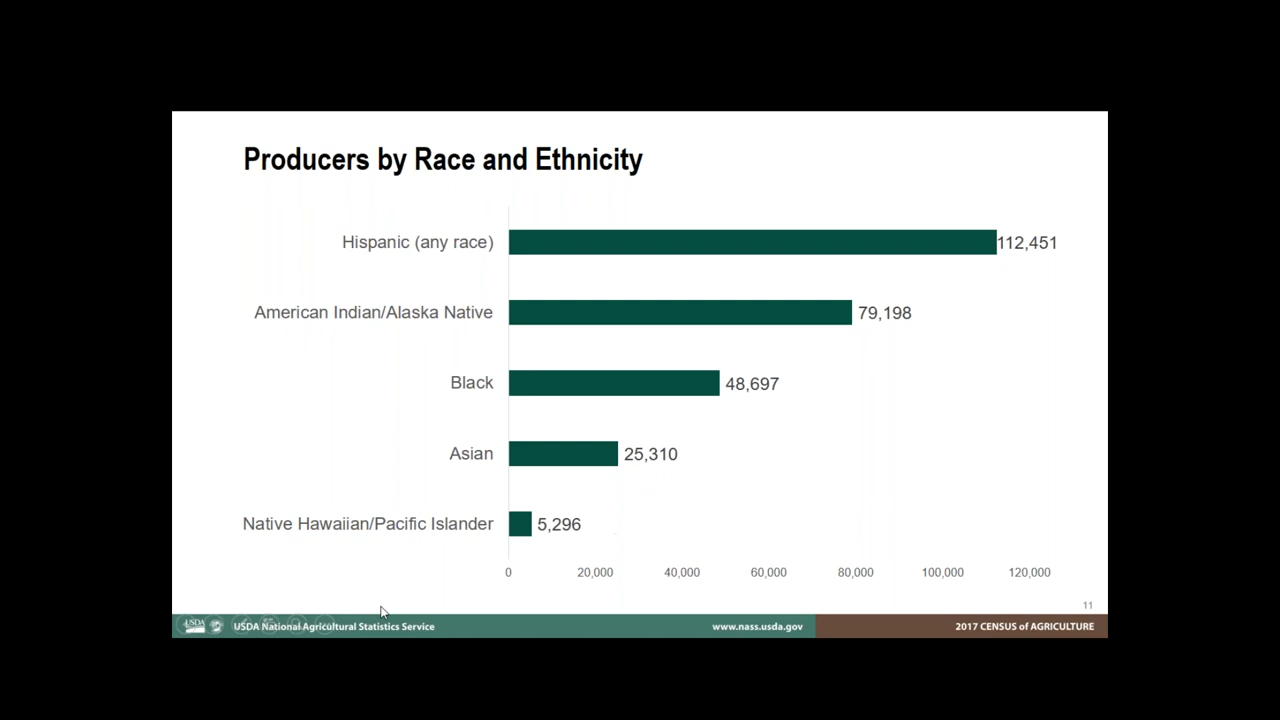 Producers by Race and Ethnicity
Hispanic (any race) 112,451
American Indian/Alaska Native 79,198
Black 48,697
Asian 25,310
Native Hawaiian/Pacific Islander 5,296
0 20,000 40,000 60,000 80,000 100,000 120,000
11
USDA USDA National Agricultural Statistics Service www.nass.usda.gov 2017 CENSUS of AGRICULTURE